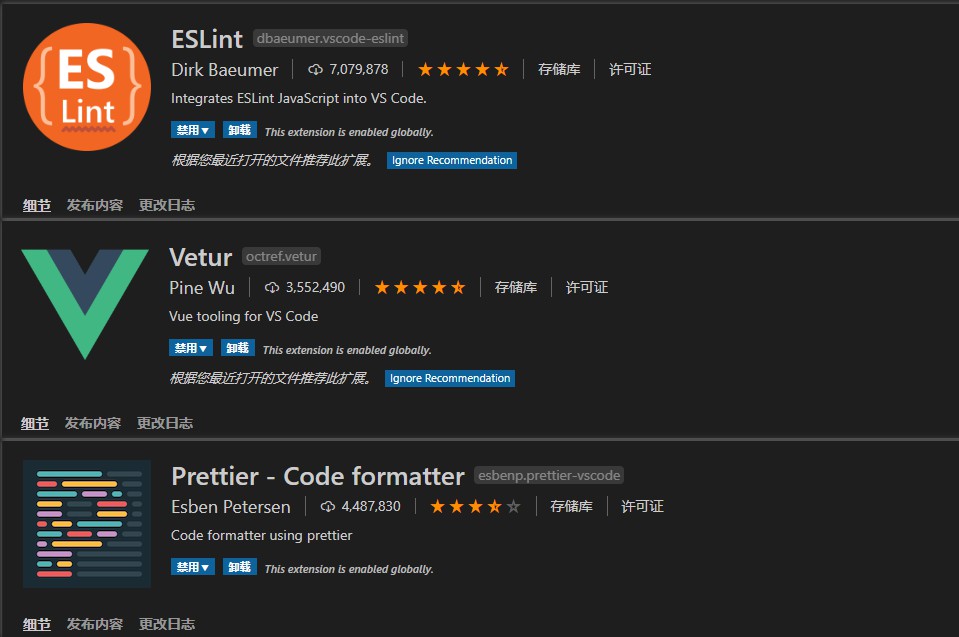 ESLint dbaeumer.vscode-eslint
ES
Lint
Dirk Baeumer 7,079,878 存储库 许可证
Integrates ESLint JavaScript into VS Code.
禁用 卸载 This extension is enabled globally.
根据您最近打开的文件推荐此扩展。 Ignore Recommendation
细节 发布内容 更改日志
Vetur octref.vetur
Pine Wu 3,552,490 存储库 许可证
Vue tooling for VS Code
禁用 卸载 This extension is enabled globally.
根据您最近打开的文件推荐此扩展。 Ignore Recommendation
细节 发布内容 更改日志
Prettier - Code formatter esbenp.prettier-vscode
Esben Petersen 4,487,830 存储库 许可证
Code formatter using prettier
禁用 卸载 This extension is enabled globally.
细节 发布内容 更改日志